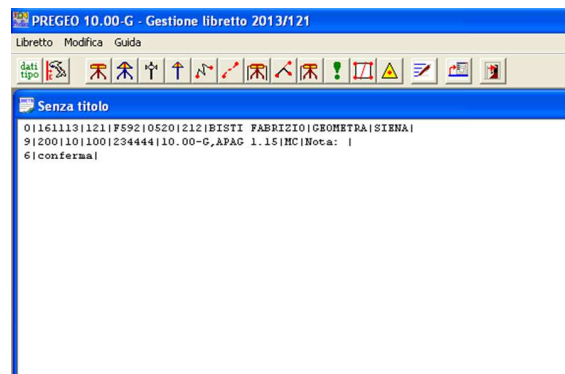 PREGEO 10.00-G - Gestione libretto 2013/121
Libretto Modifica Guida
dati
tipo
Senza titolo
0|161113|121|F592|0520|212|BISTI FABRIZIO|GEOMETRA|SIENA|
9|200|10|100|234444|10.00-G,APAG 1.15|MC|Nota: |
6|conferma|